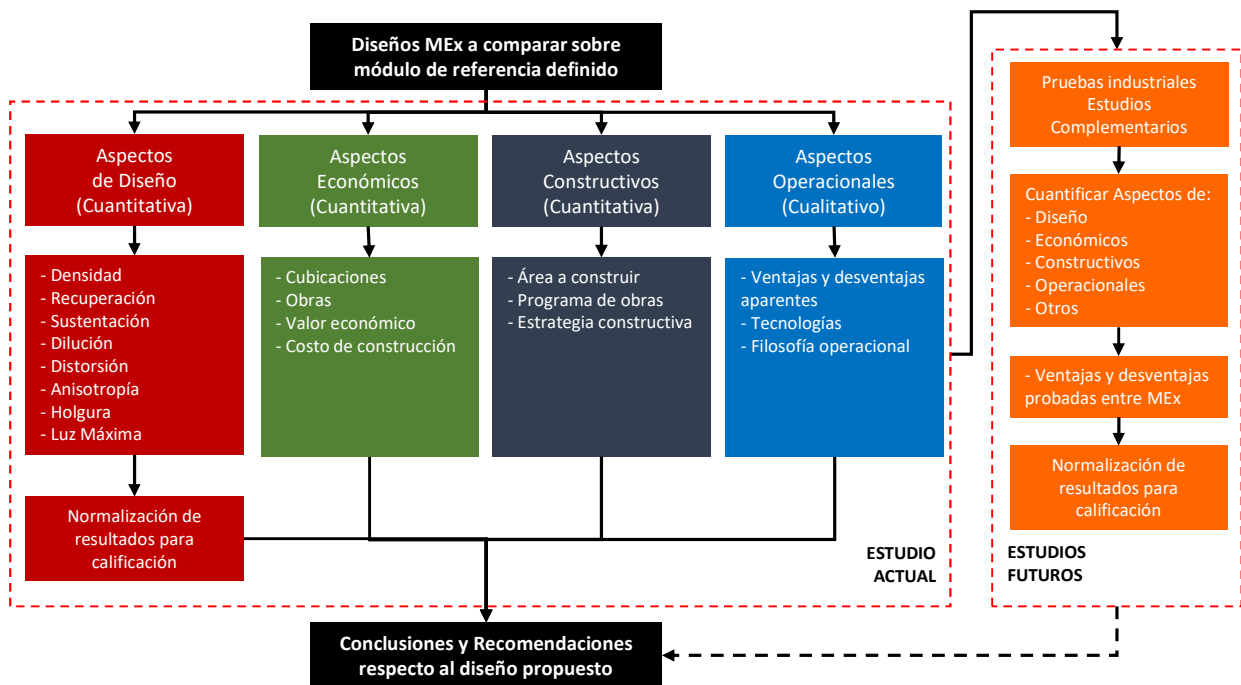 Diseños MEx a comparar sobre
módulo de referencia definido
Aspectos
de Diseño
(Cuantitativa)
Aspectos
Económicos
(Cuantitativa)
Aspectos
Constructivos
(Cuantitativa)
Aspectos
Operacionales
(Cualitativo)
- Densidad
- Recuperación
- Sustentación
- Dilución
- Distorsión
- Anisotropía
- Holgura
- Luz Máxima
- Cubicaciones
- Obras
- Valor económico
- Costo de construcción
- Área a construir
- Programa de obras
- Estrategia constructiva
- Ventajas y desventajas
aparentes
- Tecnologías
- Filosofía operacional
Normalización de
resultados para
calificación
ESTUDIO
ACTUAL
Pruebas industriales
Estudios
Complementarios
Cuantificar Aspectos de:
- Diseño
- Económicos
- Constructivos
- Operacionales
- Otros
- Ventajas y desventajas
probadas entre MEx
Normalización de
resultados para
calificación
ESTUDIOS
FUTUROS
Conclusiones y Recomendaciones
respecto al diseño propuesto